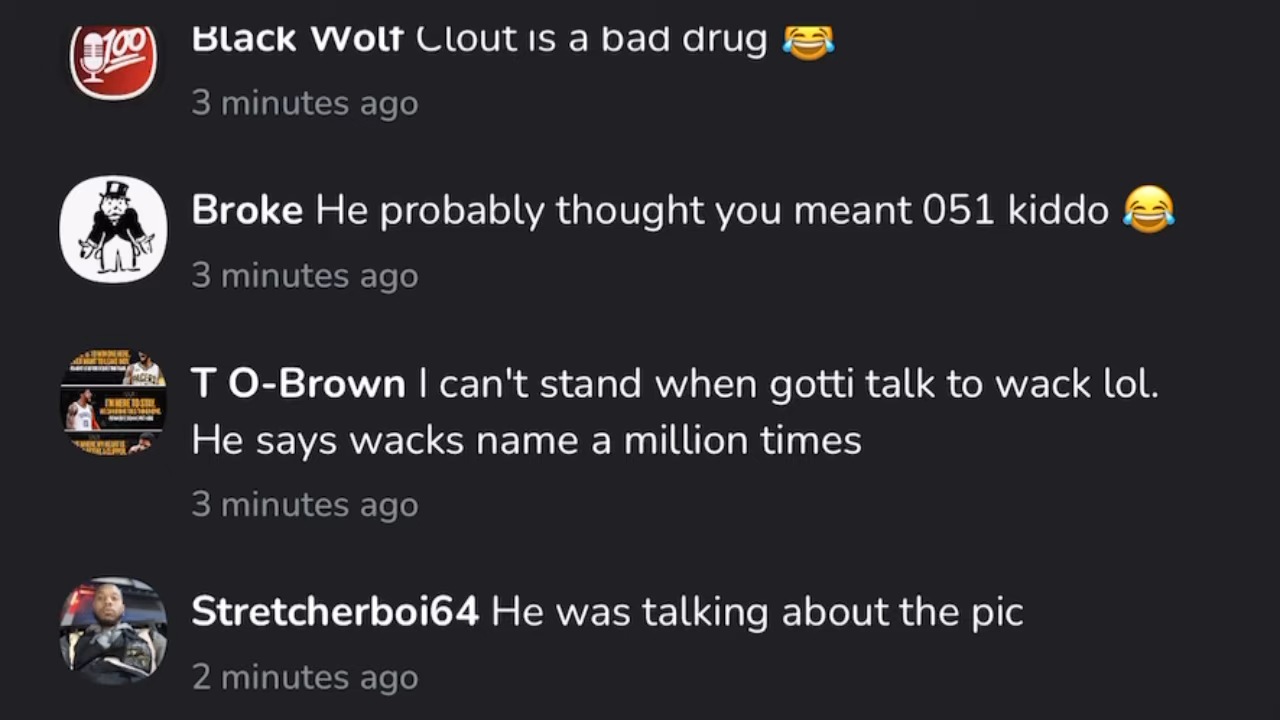 100
Black Wolf Clout is a bad drug 😂
3 minutes ago
Broke He probably thought you meant 051 kiddo 😂
3 minutes ago
T O-Brown I can't stand when gotti talk to wack lol.
He says wacks name a million times
3 minutes ago
Stretcherboi64 He was talking about the pic
2 minutes ago